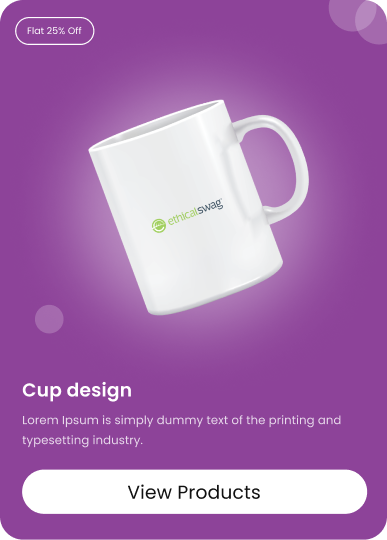 Flat 25% Off
ethicalswag
Cup design
Lorem Ipsum is simply dummy text of the printing and
typesetting industry.
View Products